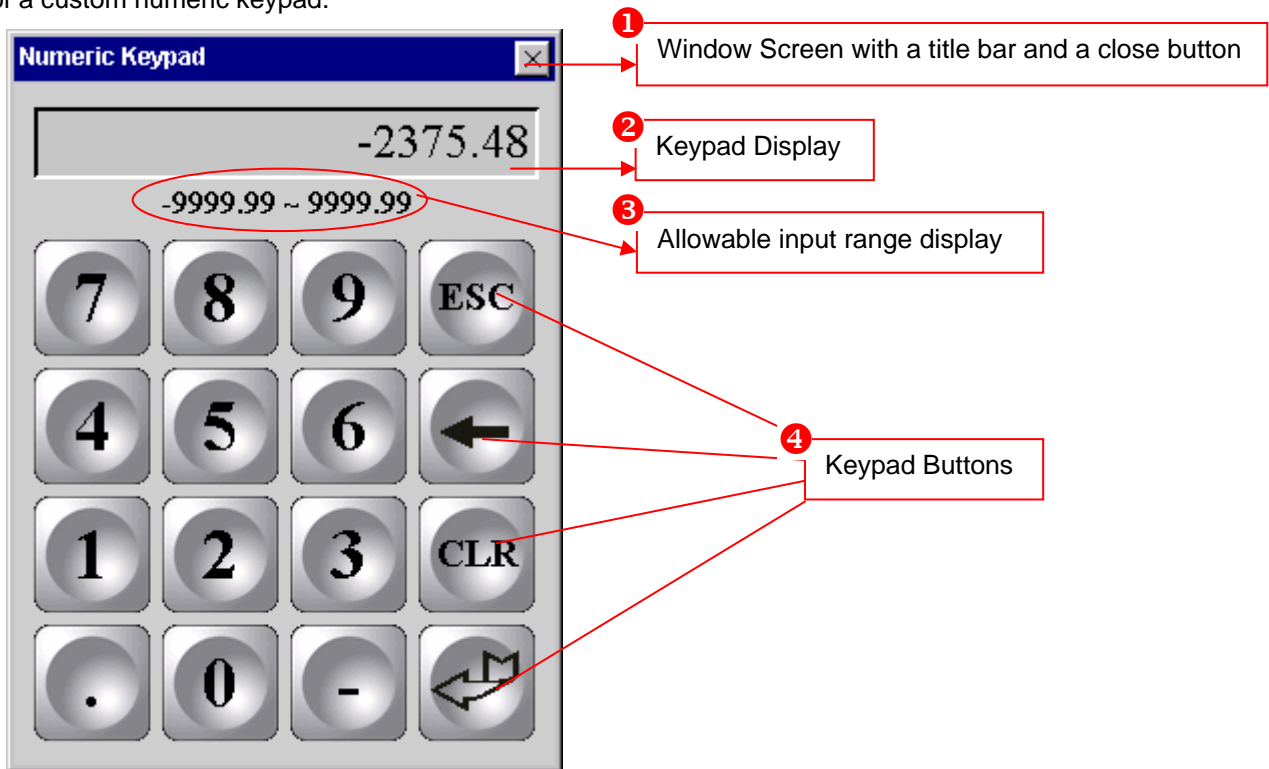 or a custom numeric keypad.
1
Window Screen with a title bar and a close button
Numeric Keypad
2
Keypad Display
-2375.48
3
-9999.99 ~ 9999.99
Allowable input range display
7 8 9 ESC
4 5 6
4
Keypad Buttons
1 2 3 CLR
. 0 -